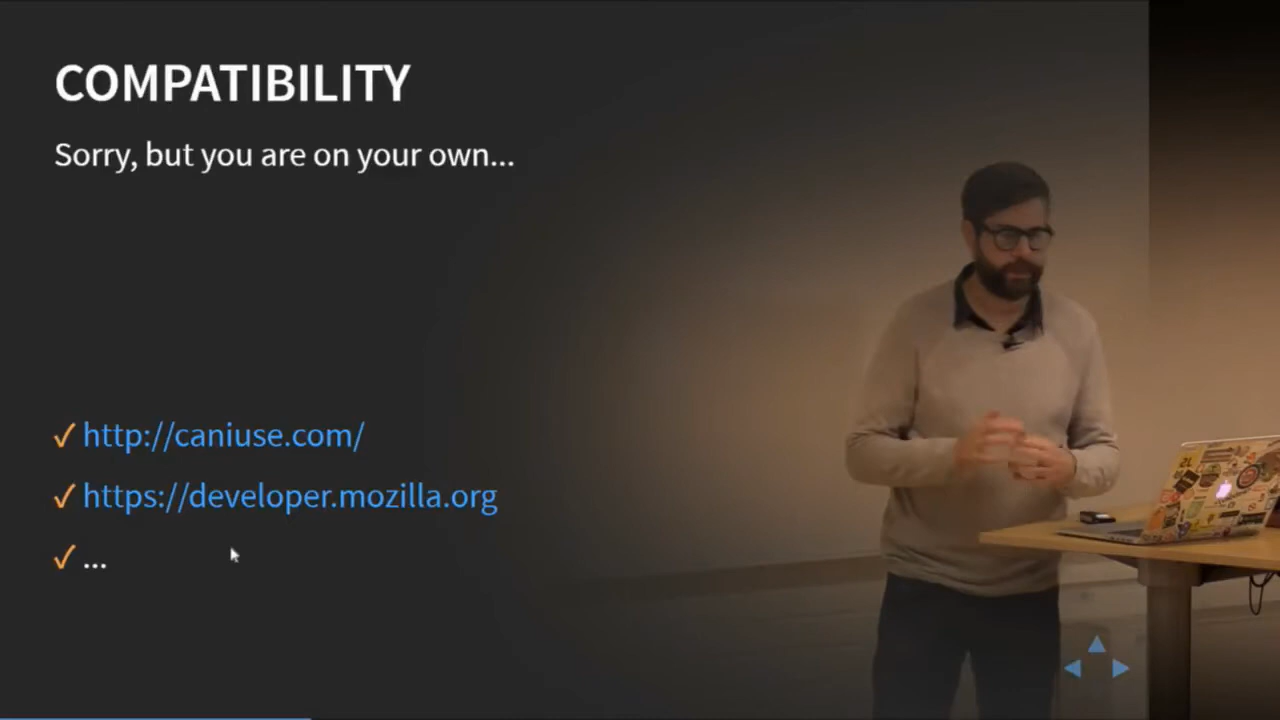 COMPATIBILITY
Sorry, but you are on your own...
✓ http://caniuse.com/
✓ https://developer.mozilla.org
✓ ...